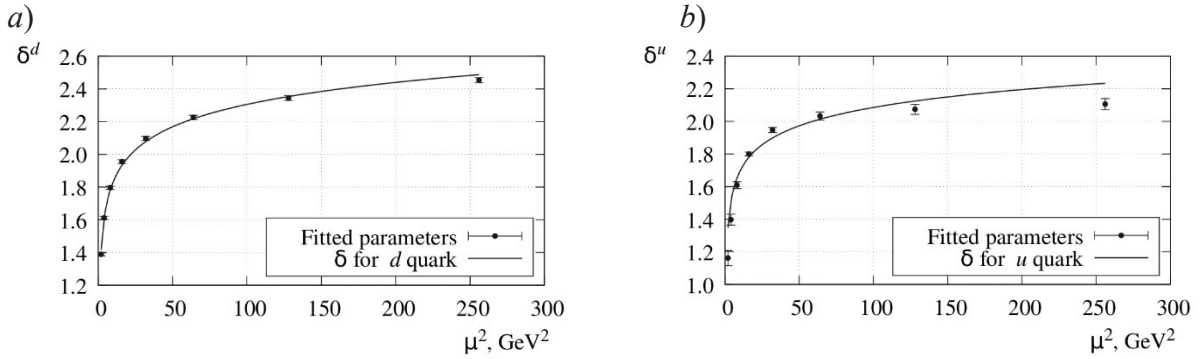 a)
δᵈ
2.6
2.4
2.2
2.0
1.8
1.6
1.4
1.2
0 50 100 150 200 250 300
μ², GeV²
Fitted parameters
δ for d quark
b)
δᵘ
2.4
2.2
2.0
1.8
1.6
1.4
1.2
1.0
0 50 100 150 200 250 300
μ², GeV²
Fitted parameters
δ for u quark